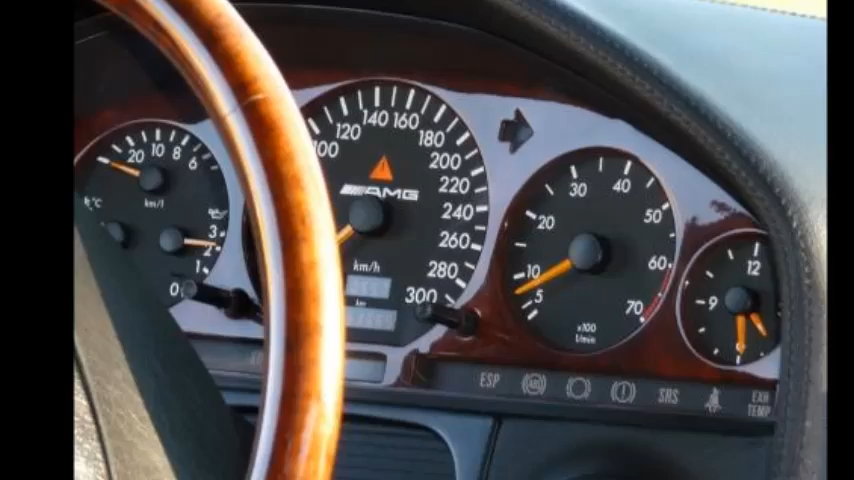 20 10 8 6
km/l
°C
3
2
1
0
100 120 140 160 180 200 220 240 260 280 300
AMG
km/h
km
5 10 20 30 40 50 60 70
x100
1/min
9 12
ESP ABS SRS EXH
TEMP